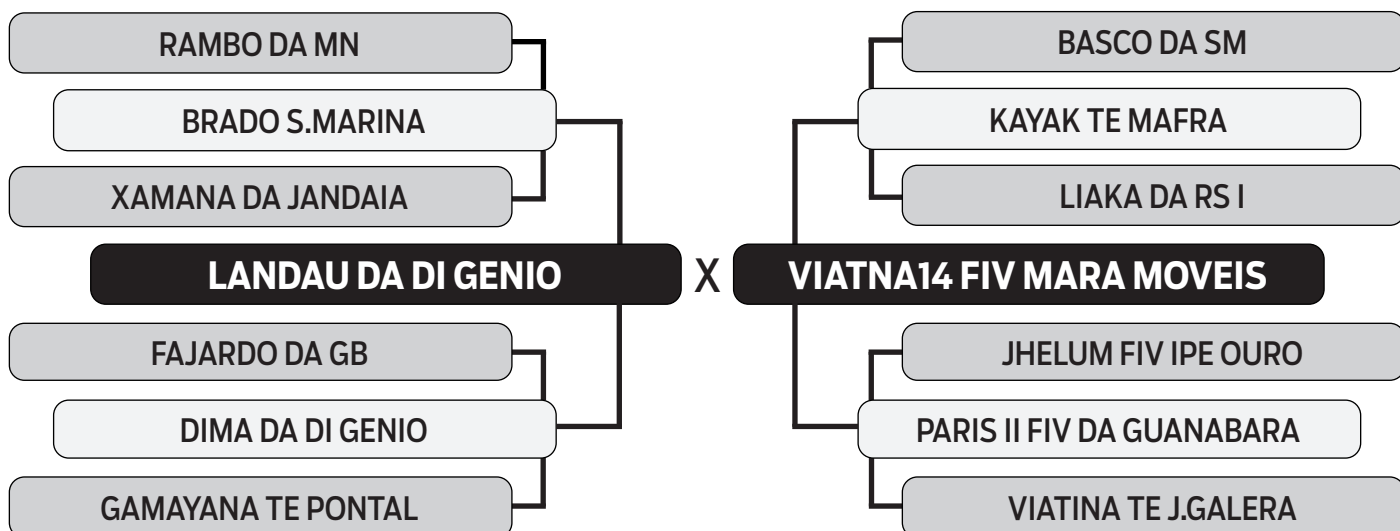 RAMBO DA MN
BRADO S.MARINA
XAMANA DA JANDAIA
LANDAU DA DI GENIO
FAJARDO DA GB
DIMA DA DI GENIO
GAMAYANA TE PONTAL
X
BASCO DA SM
KAYAK TE MAFRA
LIAKA DA RS I
VIATNA14 FIV MARA MOVEIS
JHELUM FIV IPE OURO
PARIS II FIV DA GUANABARA
VIATINA TE J.GALERA